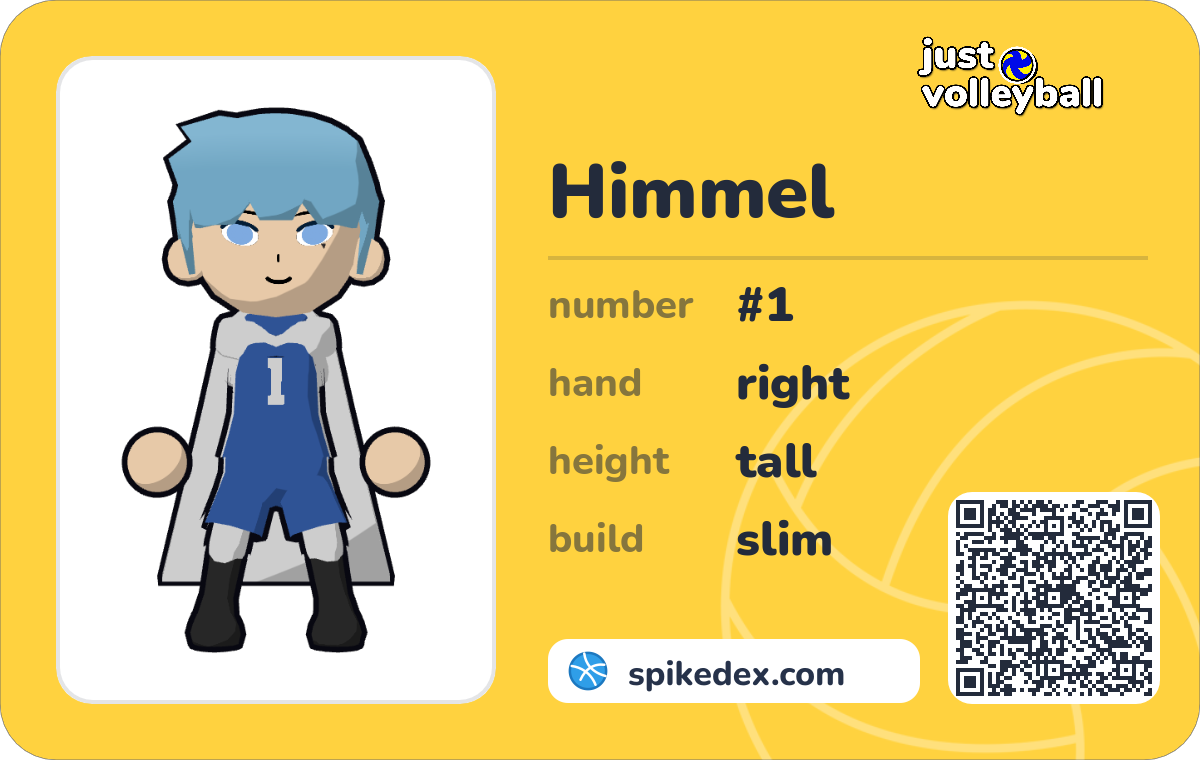 just
volleyball
Himmel
number #1
hand right
height tall
build slim
1
spikedex.com